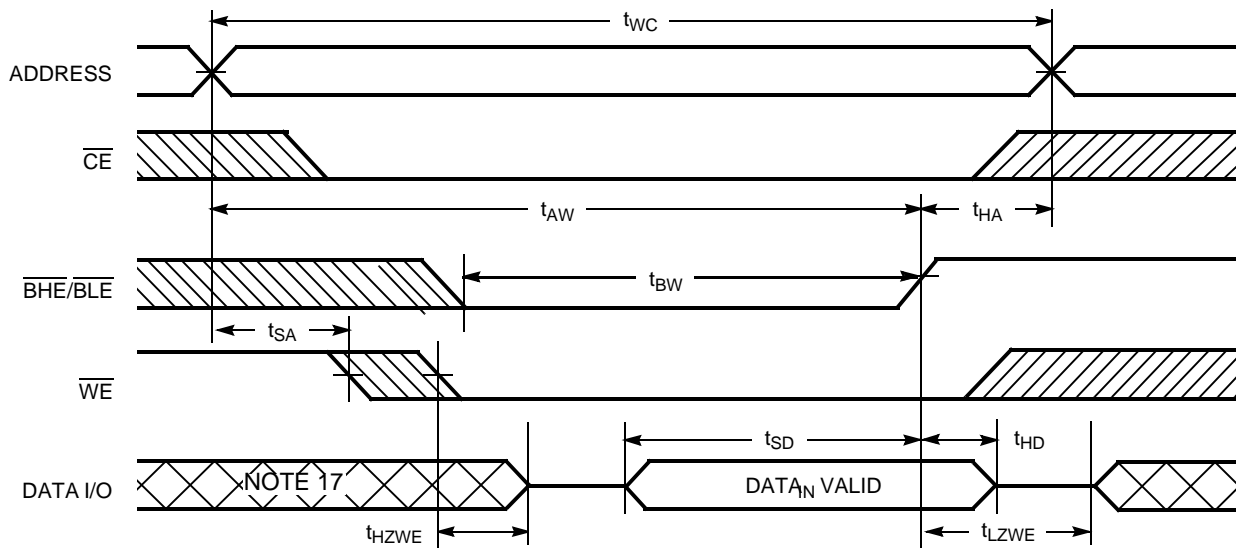 tWC
ADDRESS
CE
tAW
tHA
BHE/BLE
tBW
tSA
WE
tSD
tHD
DATA I/O
NOTE 17
DATAIN VALID
tHZWE
tLZWE